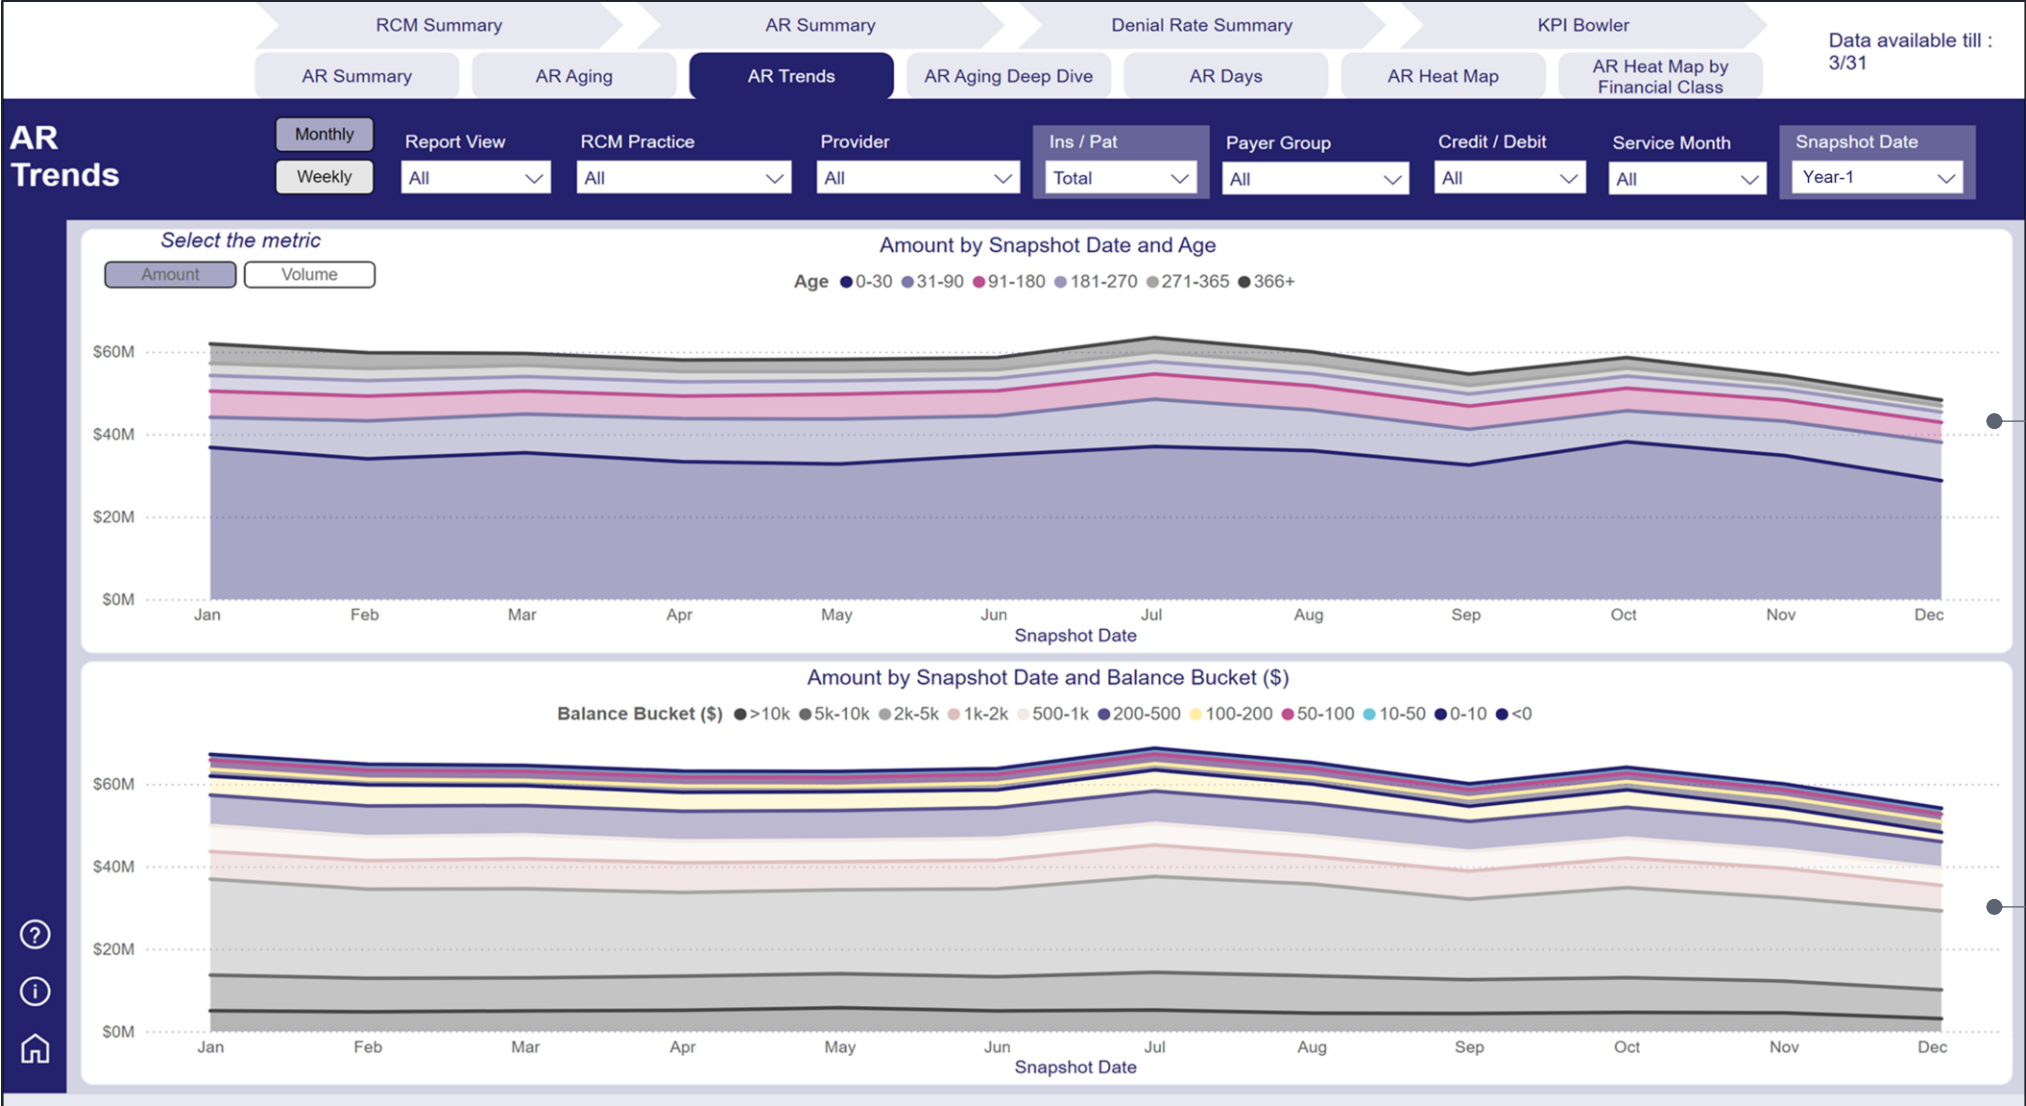 RCM Summary
AR Summary
Denial Rate Summary
KPI Bowler
Data available till :
3/31
AR Summary
AR Aging
AR Trends
AR Aging Deep Dive
AR Days
AR Heat Map
AR Heat Map by
Financial Class
AR
Trends
Monthly
Weekly
Report View
All
RCM Practice
All
Provider
All
Ins / Pat
Total
Payer Group
All
Credit / Debit
All
Service Month
All
Snapshot Date
Year-1
Select the metric
Amount
Volume
Amount by Snapshot Date and Age
Age 0-30 31-90 91-180 181-270 271-365 366+
$60M
$40M
$20M
$0M
Jan Feb Mar Apr May Jun Jul Aug Sep Oct Nov Dec
Snapshot Date
Amount by Snapshot Date and Balance Bucket ($)
Balance Bucket ($) >10k 5k-10k 2k-5k 1k-2k 500-1k 200-500 100-200 50-100 10-50 0-10 <0
$60M
$40M
$20M
$0M
Jan Feb Mar Apr May Jun Jul Aug Sep Oct Nov Dec
Snapshot Date
?
i